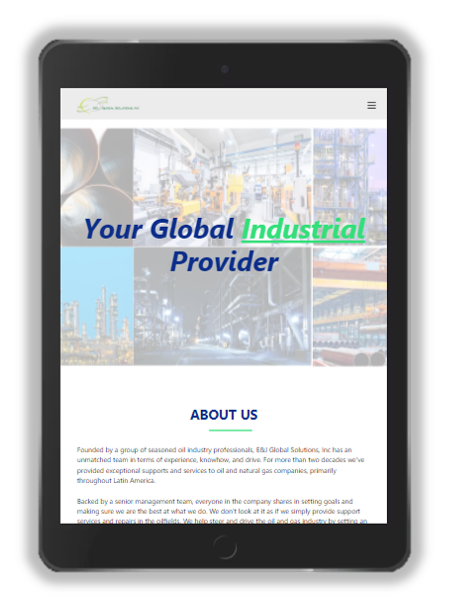 Your Global Industrial
Provider
ABOUT US
Founded by a group of seasoned oil industry professionals, E&J Global Solutions, Inc has an
unmatched team in terms of experience, knowhow, and drive. For more than two decades we've
provided exceptional supports and services to oil and natural gas companies, primarily
throughout Latin America.
Backed by a senior management team, everyone in the company shares in setting goals and
making sure we are the best at what we do. We don't look at it as if we simply provide support
services and repairs in the oilfields. We help steer and drive the oil and gas industry by setting an